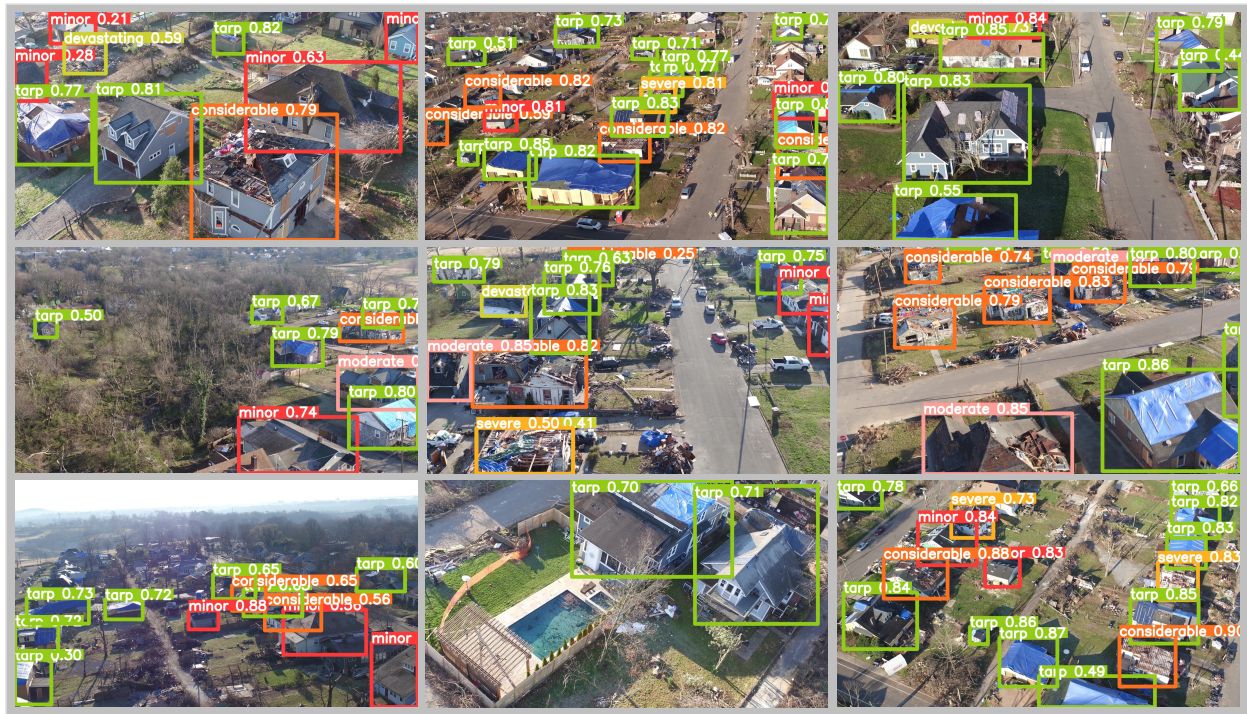 minor 0.21
devastating 0.59
tarp 0.82
minor 0.28
minor 0.63
tarp 0.77
tarp 0.81
considerable 0.79
tarp 0.73
tarp 0.51
tarp 0.71
considerable 0.82
severe 0.81
minor 0.81
tarp 0.83
considerable 0.82
tarp 0.85
tarp 0.82
minor 0.84
tarp 0.85
tarp 0.79
tarp 0.80
tarp 0.83
tarp 0.55
tarp 0.67
tarp 0.50
tarp 0.79
moderate
tarp 0.80
minor 0.74
tarp 0.79
tarp 0.63
tarp 0.76
tarp 0.75
tarp 0.83
moderate 0.85
severe 0.50
considerable 0.74
moderate
tarp 0.80
considerable 0.79
considerable 0.83
tarp 0.86
moderate 0.85
tarp 0.65
tarp 0.60
considerable 0.65
tarp 0.73
tarp 0.72
minor 0.88
considerable 0.56
minor
tarp 0.30
tarp 0.70
tarp 0.71
tarp 0.78
severe 0.73
tarp 0.66
tarp 0.82
minor 0.84
tarp 0.83
considerable 0.88
severe 0.83
tarp 0.84
tarp 0.85
tarp 0.86
tarp 0.87
considerable 0.90
tarp 0.49